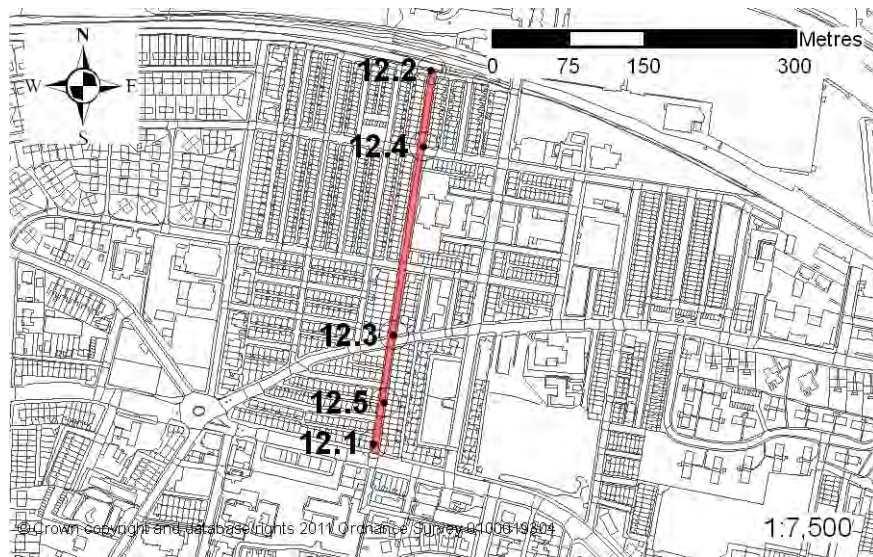 N
W E
S
Metres
0 75 150 300
12.2
12.4
12.3
12.5
12.1
© Crown copyright and database rights 2011 Ordnance Survey 0100019804
1:7,500